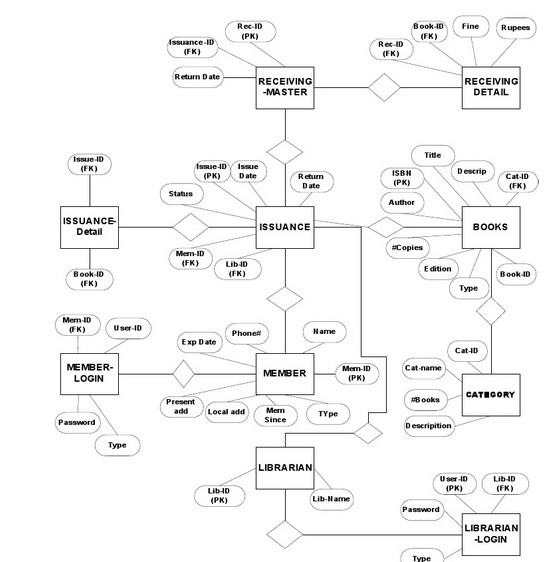 Rec-ID
(PK)
Issuance-ID
(FK)
Return Date
RECEIVING
-MASTER
Book-ID
(FK)
Fine
Rupees
Rec-ID
(FK)
RECEIVING
DETAIL
Issue-ID
(FK)
ISSUANCE-
Detail
Book-ID
(FK)
Issue-ID
(PK)
Issue
Date
Return
Date
Status
ISSUANCE
Mem-ID
(FK)
Lib-ID
(FK)
Title
ISBN
(PK)
Descrip
Cat-ID
(FK)
Author
BOOKS
#Copies
Edition
Type
Book-ID
Mem-ID
(FK)
User-ID
MEMBER-
LOGIN
Password
Type
Exp Date
Phone#
Name
MEMBER
Mem-ID
(PK)
Present
add
Local add
Mem
Since
TYpe
Cat-ID
Cat-name
#Books
Descripition
CATEGORY
LIBRARIAN
Lib-ID
(PK)
Lib-Name
User-ID
(PK)
Lib-ID
(FK)
Password
LIBRARIAN
-LOGIN
Type